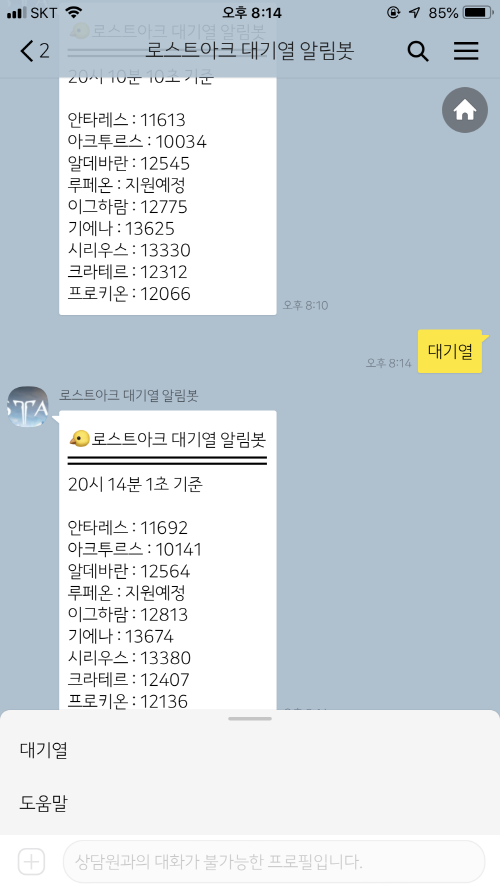 SKT 오후 8:14 85%
2 로스트아크 대기열 알림봇
20시 10분 10초 기준
안타레스 : 11613
아크투르스 : 10034
알데바란 : 12545
루페온 : 지원예정
이그하람 : 12775
기에나 : 13625
시리우스 : 13330
크라테르 : 12312
프로키온 : 12066
오후 8:10
대기열
오후 8:14
로스트아크 대기열 알림봇
STA
로스트아크 대기열 알림봇
20시 14분 1초 기준
안타레스 : 11692
아크투르스 : 10141
알데바란 : 12564
루페온 : 지원예정
이그하람 : 12813
기에나 : 13674
시리우스 : 13380
크라테르 : 12407
프로키온 : 12136
대기열
도움말
상담원과의 대화가 불가능한 프로필입니다.